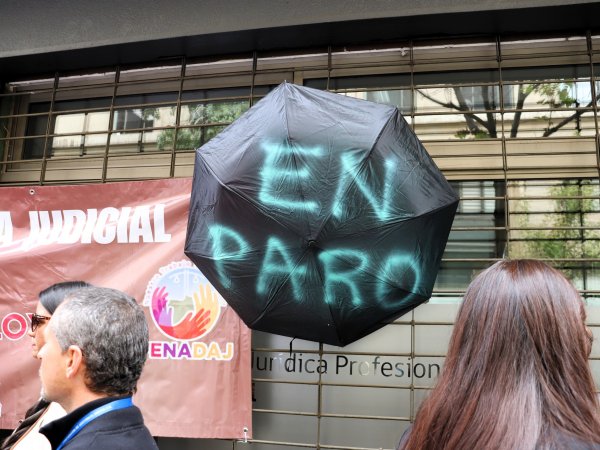 EN
PARO
A JUDICIAL
ENADAJ
Jurídica Profesion